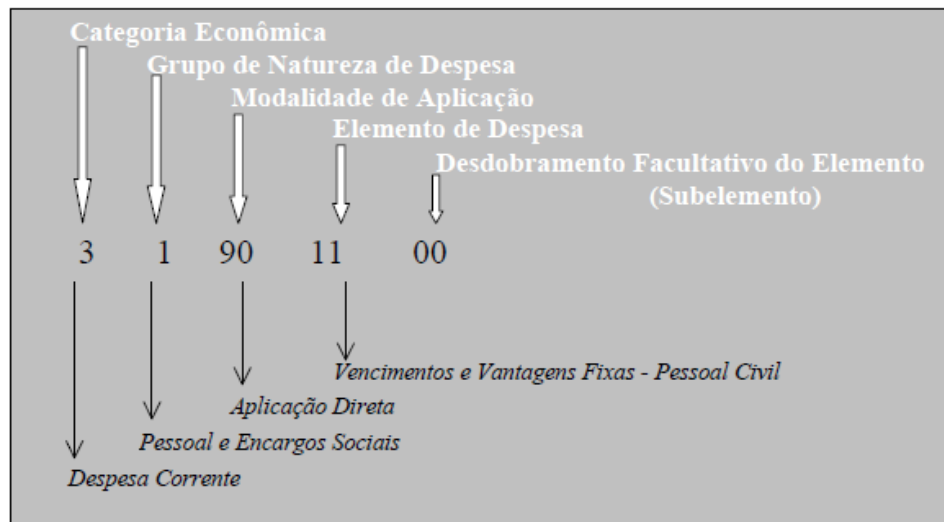 Categoria Econômica
Grupo de Natureza de Despesa
Modalidade de Aplicação
Elemento de Despesa
Desdobramento Facultativo do Elemento
(Subelemento)
3 1 90 11 00
Vencimentos e Vantagens Fixas - Pessoal Civil
Aplicação Direta
Pessoal e Encargos Sociais
Despesa Corrente